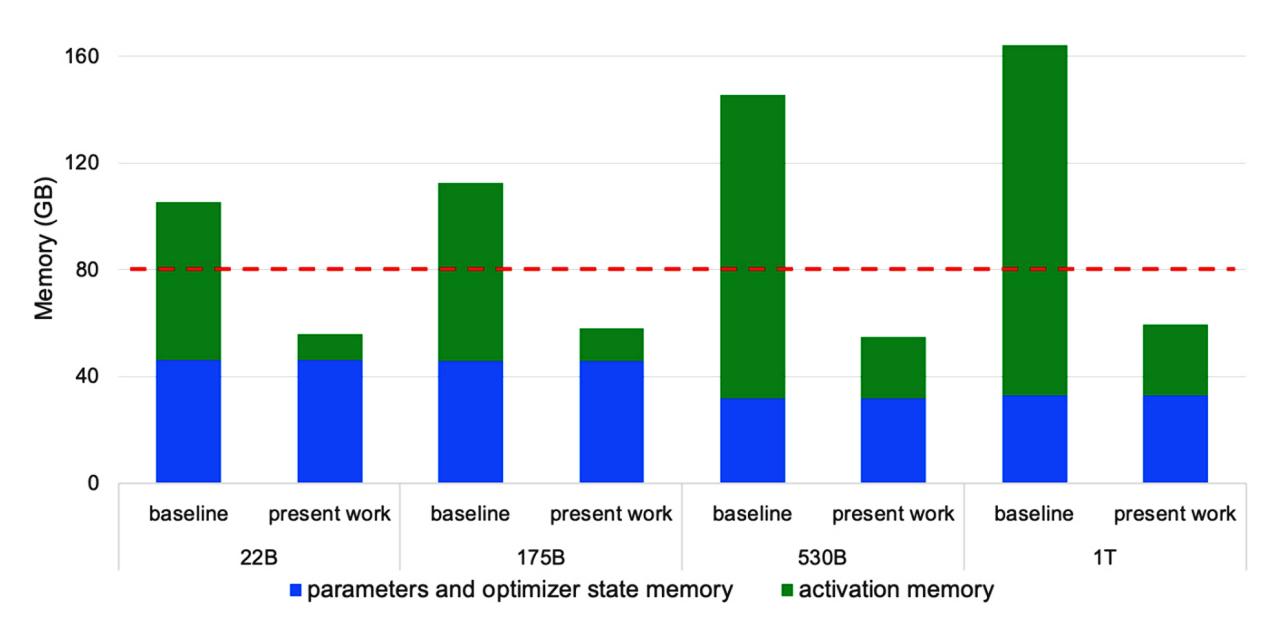 160
120
80
40
0
Memory (GB)
baseline present work baseline present work baseline present work baseline present work
22B 175B 530B 1T
parameters and optimizer state memory activation memory